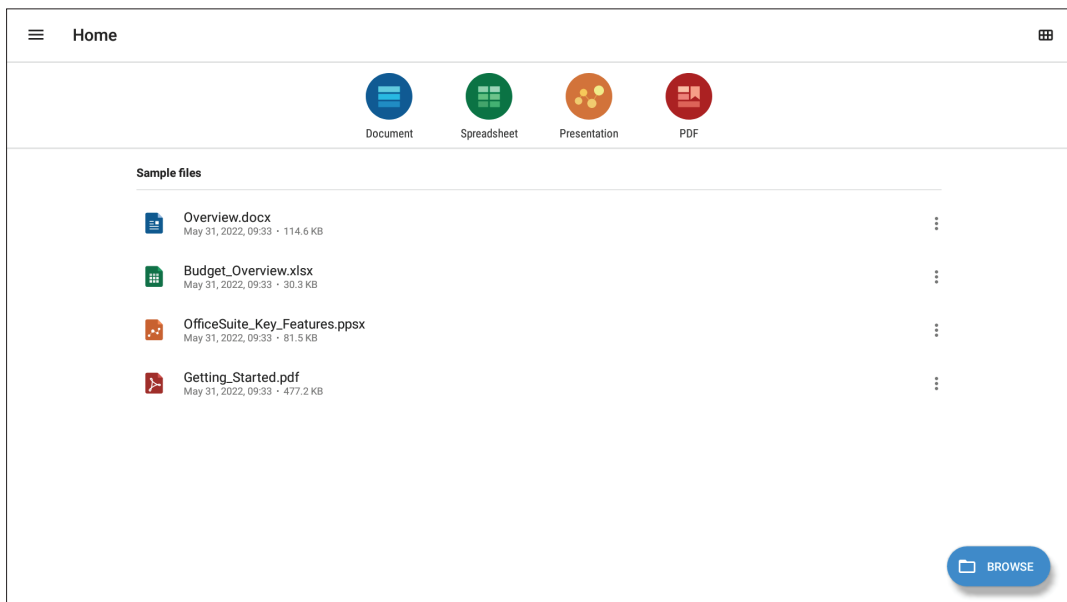 Home
Document
Spreadsheet
Presentation
PDF
Sample files
Overview.docx
May 31, 2022, 09:33 • 114.6 KB
Budget_Overview.xlsx
May 31, 2022, 09:33 • 30.3 KB
OfficeSuite_Key_Features.ppsx
May 31, 2022, 09:33 • 81.5 KB
Getting_Started.pdf
May 31, 2022, 09:33 • 477.2 KB
BROWSE